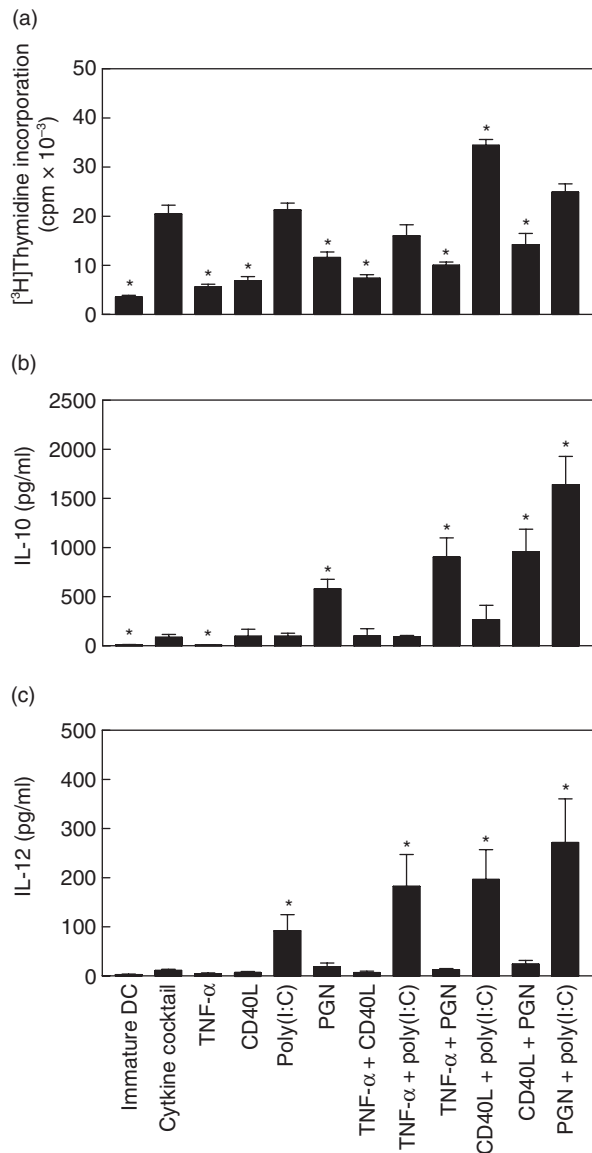 (a)
50
40
30
20
10
0
[³H]Thymidine incorporation
(cpm × 10⁻³)
*
*
*
*
*
*
*
*
(b)
2500
2000
1500
1000
500
0
IL-10 (pg/ml)
*
*
*
*
*
*
(c)
500
400
300
200
100
0
IL-12 (pg/ml)
*
*
*
*
Immature DC
Cytkine cocktail
TNF-α
CD40L
Poly(I:C)
PGN
TNF-α + CD40L
TNF-α + poly(I:C)
TNF-α + PGN
CD40L + poly(I:C)
CD40L + PGN
PGN + poly(I:C)